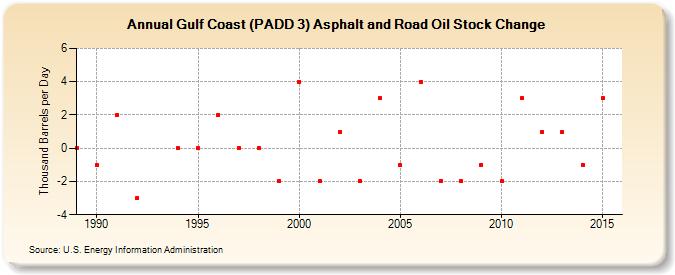 Annual Gulf Coast (PADD 3) Asphalt and Road Oil Stock Change
Thousand Barrels per Day
6
4
2
0
-2
-4
1990 1995 2000 2005 2010 2015
Source: U.S. Energy Information Administration